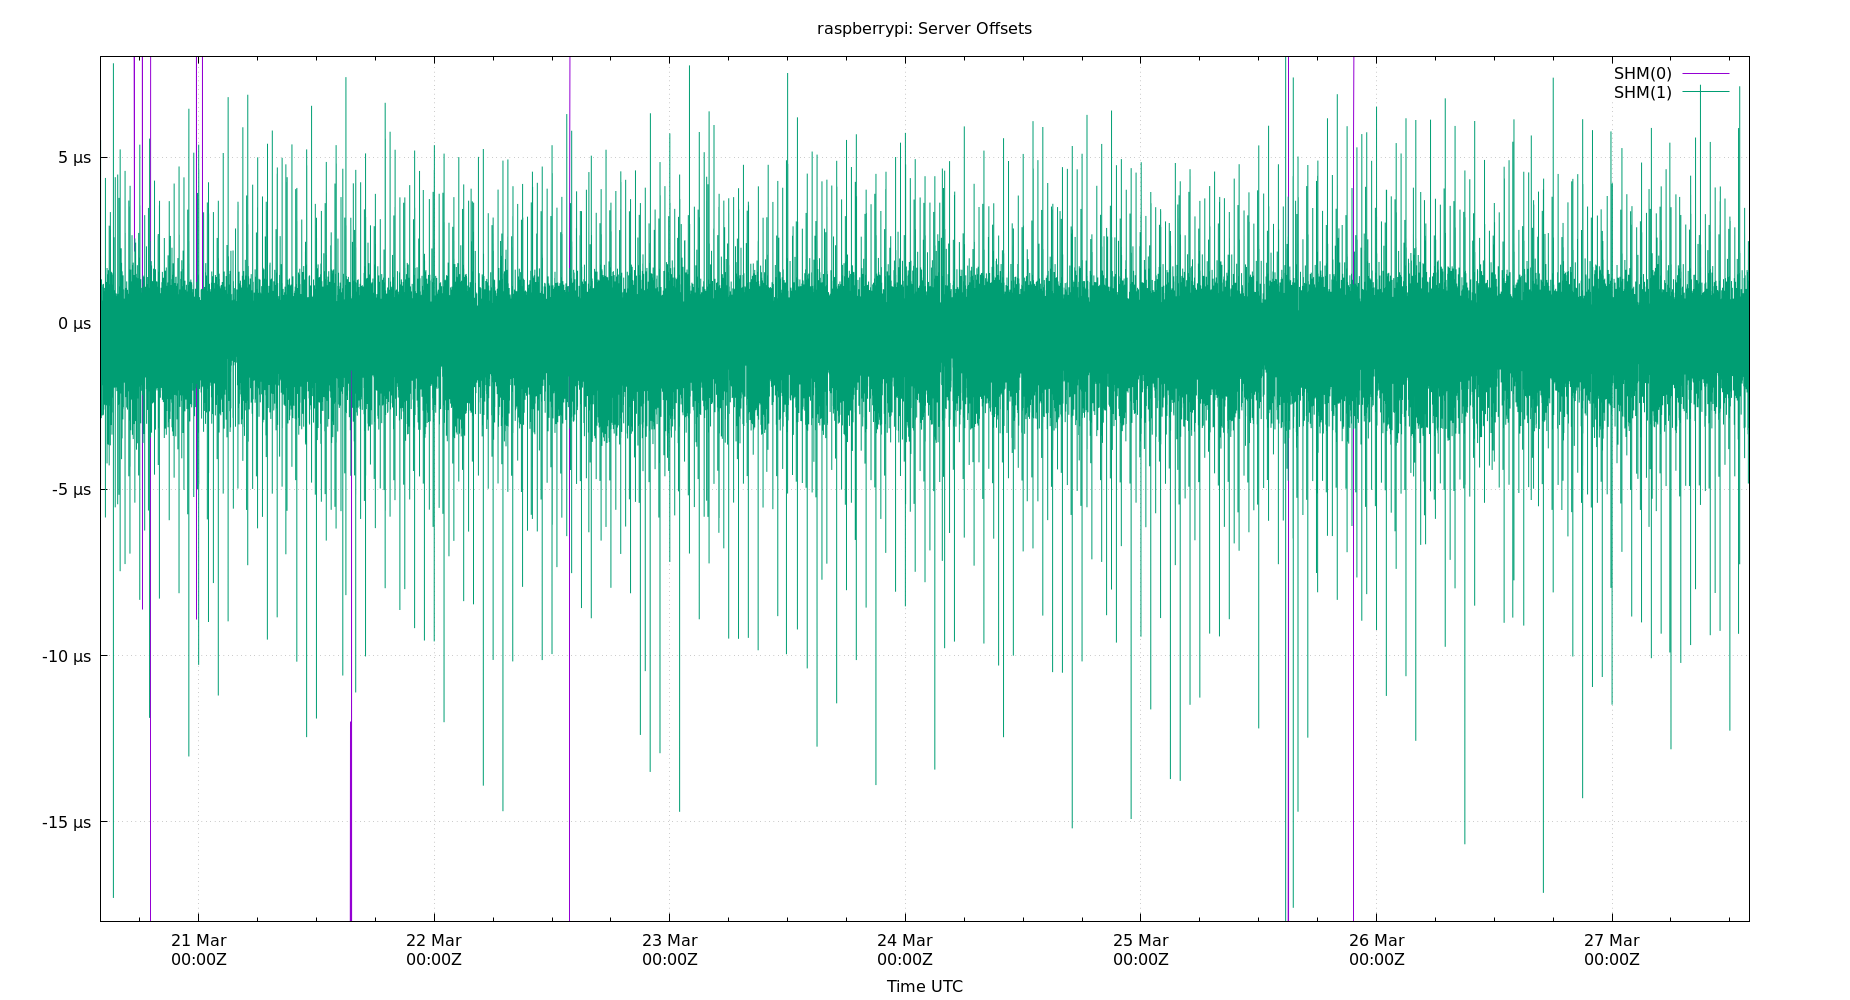 raspberrypi: Server Offsets
SHM(0)
SHM(1)
5 µs
0 µs
-5 µs
-10 µs
-15 µs
21 Mar 22 Mar 23 Mar 24 Mar 25 Mar 26 Mar 27 Mar
00:00Z 00:00Z 00:00Z 00:00Z 00:00Z 00:00Z 00:00Z
Time UTC